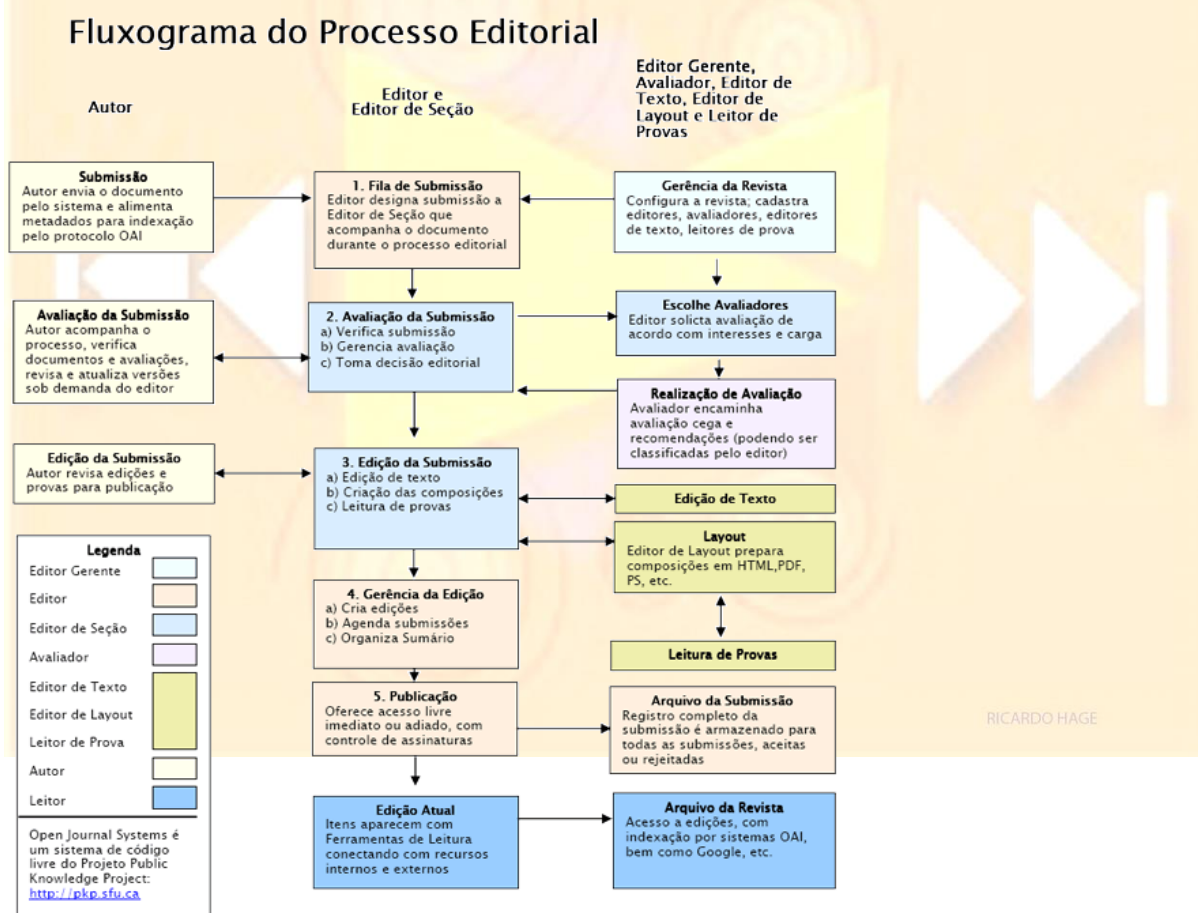 Fluxograma do Processo Editorial
Autor
Editor e
Editor de Seção
Editor Gerente,
Avaliador, Editor de
Texto, Editor de
Layout e Leitor de
Provas
Submissão
Autor envia o documento
pelo sistema e alimenta
metadados para indexação
pelo protocolo OAI
1. Fila de Submissão
Editor designa submissão a
Editor de Seção que
acompanha o documento
durante o processo editorial
Gerência da Revista
Configura a revista; cadastra
editores, avaliadores, editores
de texto, leitores de prova
Avaliação da Submissão
Autor acompanha o
processo, verifica
documentos e avaliações,
revisa e atualiza versões
sob demanda do editor
2. Avaliação da Submissão
a) Verifica submissão
b) Gerencia avaliação
c) Toma decisão editorial
Escolhe Avaliadores
Editor solicta avaliação de
acordo com interesses e carga
Realização de Avaliação
Avaliador encaminha
avaliação cega e
recomendações (podendo ser
classificadas pelo editor)
Edição da Submissão
Autor revisa edições e
provas para publicação
3. Edição da Submissão
a) Edição de texto
b) Criação das composições
c) Leitura de provas
Edição de Texto
Layout
Editor de Layout prepara
composições em HTML,PDF,
PS, etc.
Leitura de Provas
4. Gerência da Edição
a) Cria edições
b) Agenda submissões
c) Organiza Sumário
5. Publicação
Oferece acesso livre
imediato ou adiado, com
controle de assinaturas
Arquivo da Submissão
Registro completo da
submissão é armazenado para
todas as submissões, aceitas
ou rejeitadas
Edição Atual
Itens aparecem com
Ferramentas de Leitura
conectando com recursos
internos e externos
Arquivo da Revista
Acesso a edições, com
indexação por sistemas OAI,
bem como Google, etc.
Legenda
Editor Gerente
Editor
Editor de Seção
Avaliador
Editor de Texto
Editor de Layout
Leitor de Prova
Autor
Leitor
Open Journal Systems é
um sistema de código
livre do Projeto Public
Knowledge Project:
http://pkp.sfu.ca
RICARDO HAGE